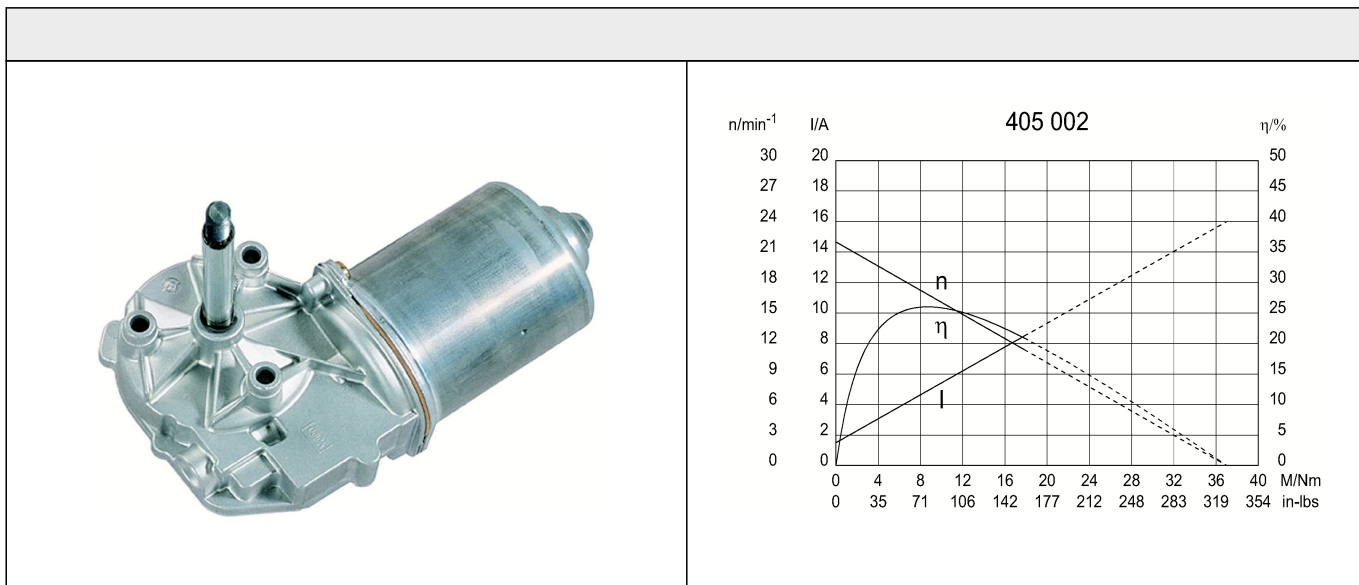 n/min-1 I/A 405 002 η/%
30 20 50
27 18 45
24 16 40
21 14 35
18 12 30
15 10 25
12 8 20
9 6 15
6 4 10
3 2 5
0 0 0
n
η
I
0 4 8 12 16 20 24 28 32 36 40 M/Nm
0 35 71 106 142 177 212 248 283 319 354 in-lbs